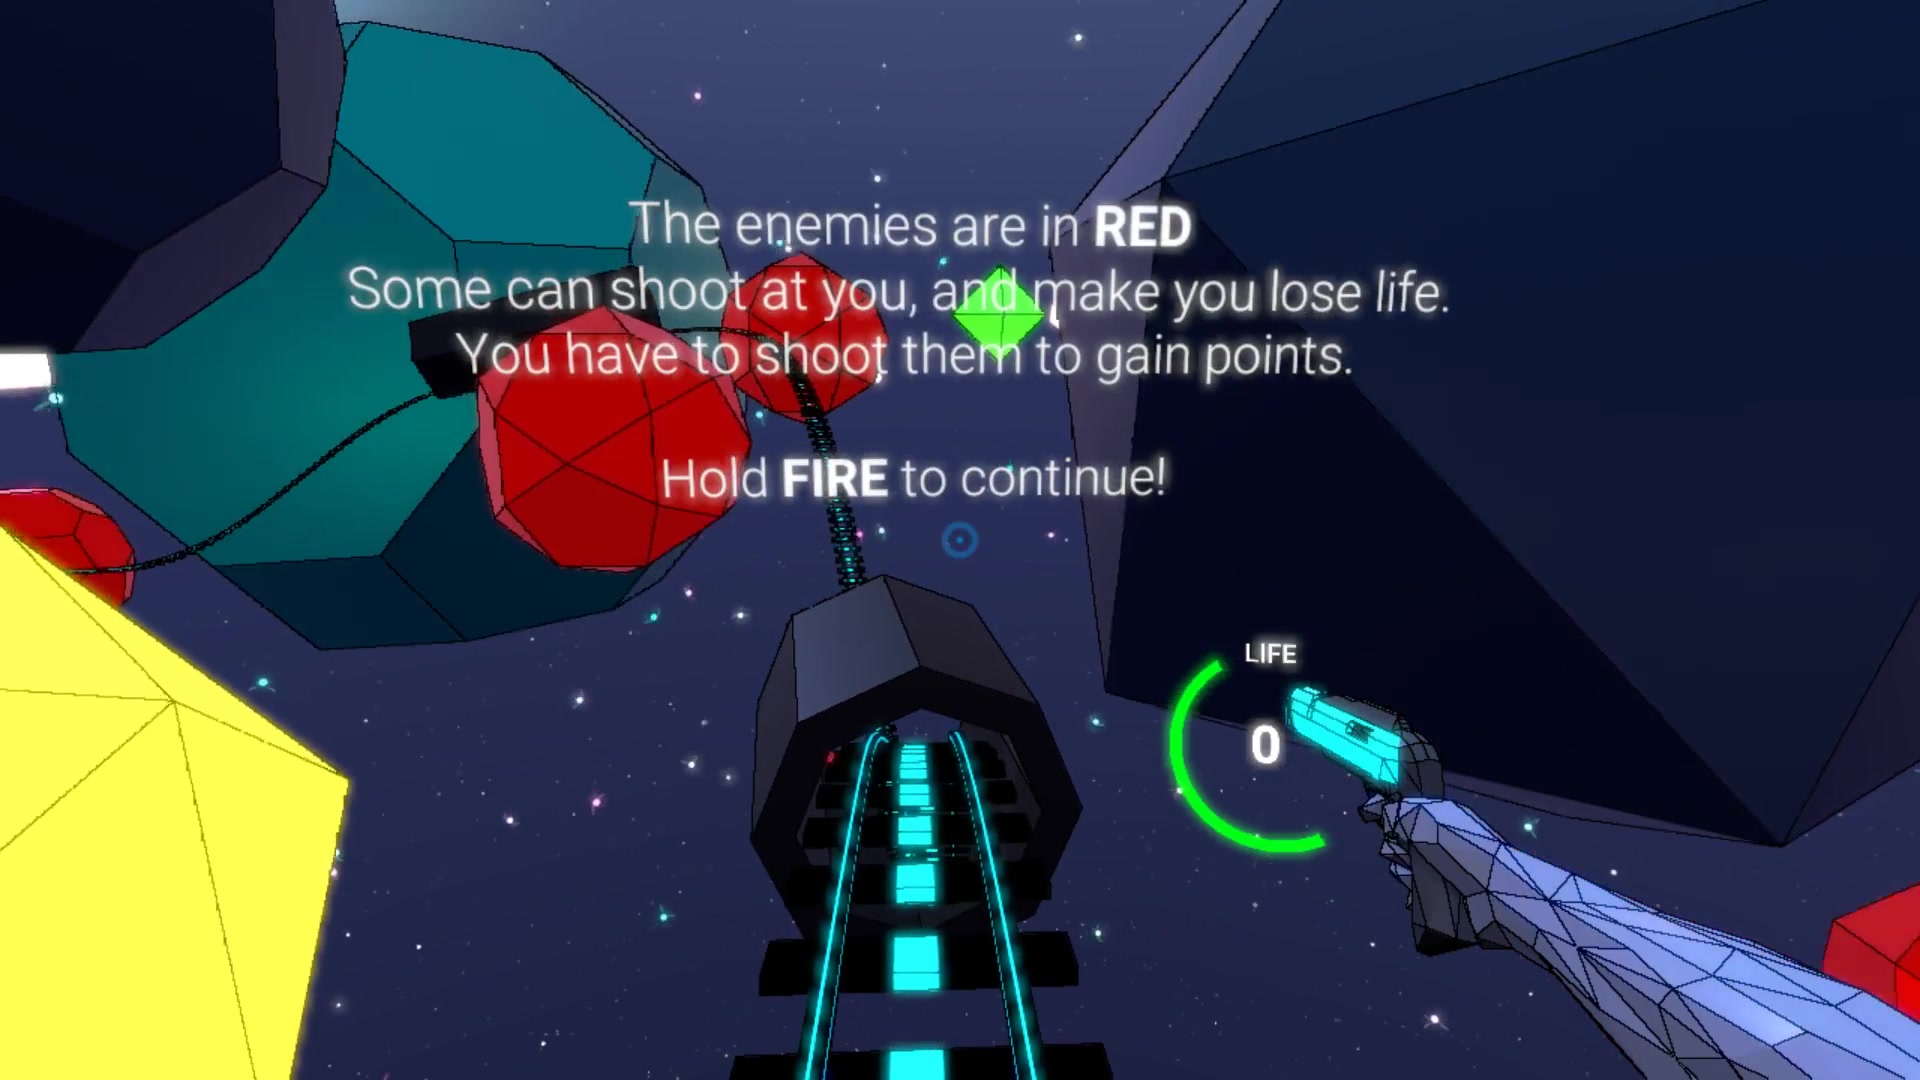 The enemies are in RED
Some can shoot at you, and make you lose life.
You have to shoot them to gain points.
Hold FIRE to continue!
LIFE
0